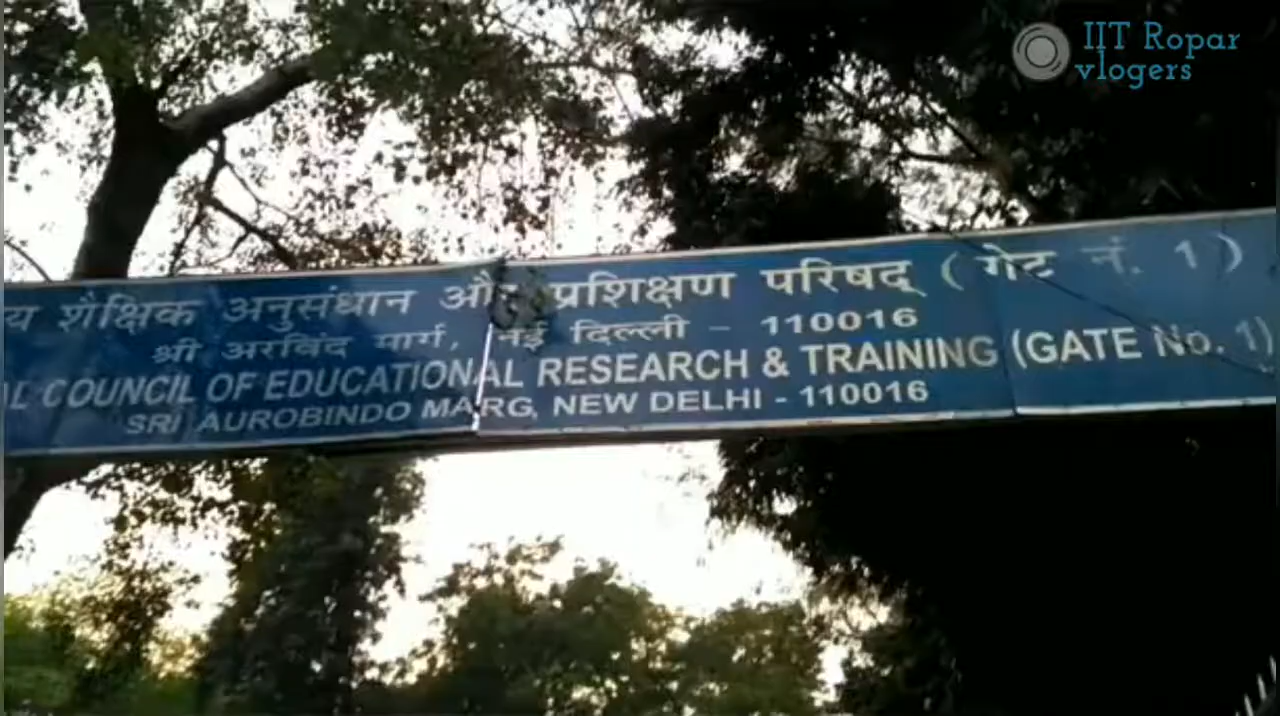 IIT Ropar
vlogers
य शैक्षिक अनुसंधान और प्रशिक्षण परिषद् ( गेट नं. 1 )
श्री अरविंद मार्ग, नई दिल्ली - 110016
L COUNCIL OF EDUCATIONAL RESEARCH & TRAINING (GATE No. 1)
SRI AUROBINDO MARG, NEW DELHI - 110016